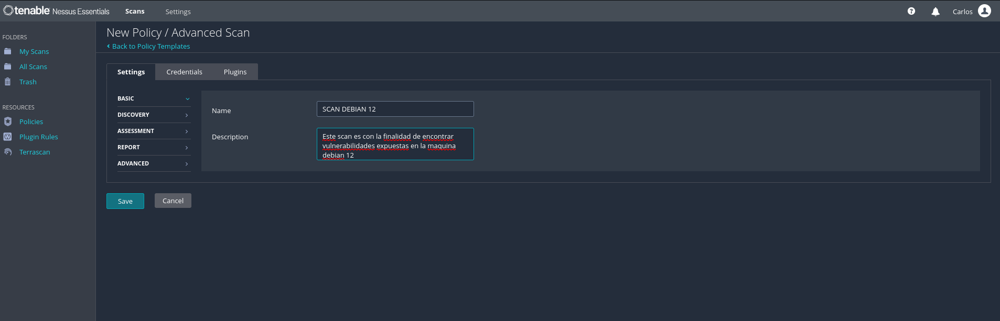 tenable Nessus Essentials Scans Settings Carlos
FOLDERS
My Scans
All Scans
Trash
RESOURCES
Policies
Plugin Rules
Terrascan
New Policy / Advanced Scan
Back to Policy Templates
Settings Credentials Plugins
BASIC
DISCOVERY
ASSESSMENT
REPORT
ADVANCED
Name SCAN DEBIAN 12
Description Este scan es con la finalidad de encontrar
vulnerabilidades expuestas en la maquina
debian 12
Save Cancel